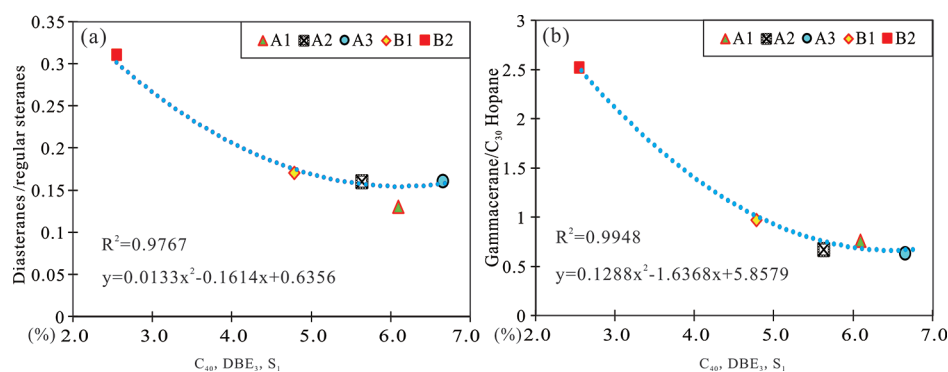 (a)
A1 A2 A3 B1 B2
Diasteranes/regular steranes
0.35
0.3
0.25
0.2
0.15
0.1
0.05
0
R²=0.9767
y=0.0133x²-0.1614x+0.6356
(%)
2.0 3.0 4.0 5.0 6.0 7.0
C₄₀, DBE₃, S₁
(b)
A1 A2 A3 B1 B2
Gammacerane/C₃₀ Hopane
3
2.5
2
1.5
1
0.5
0
R²=0.9948
y=0.1288x²-1.6368x+5.8579
(%)
2.0 3.0 4.0 5.0 6.0 7.0
C₄₀, DBE₃, S₁